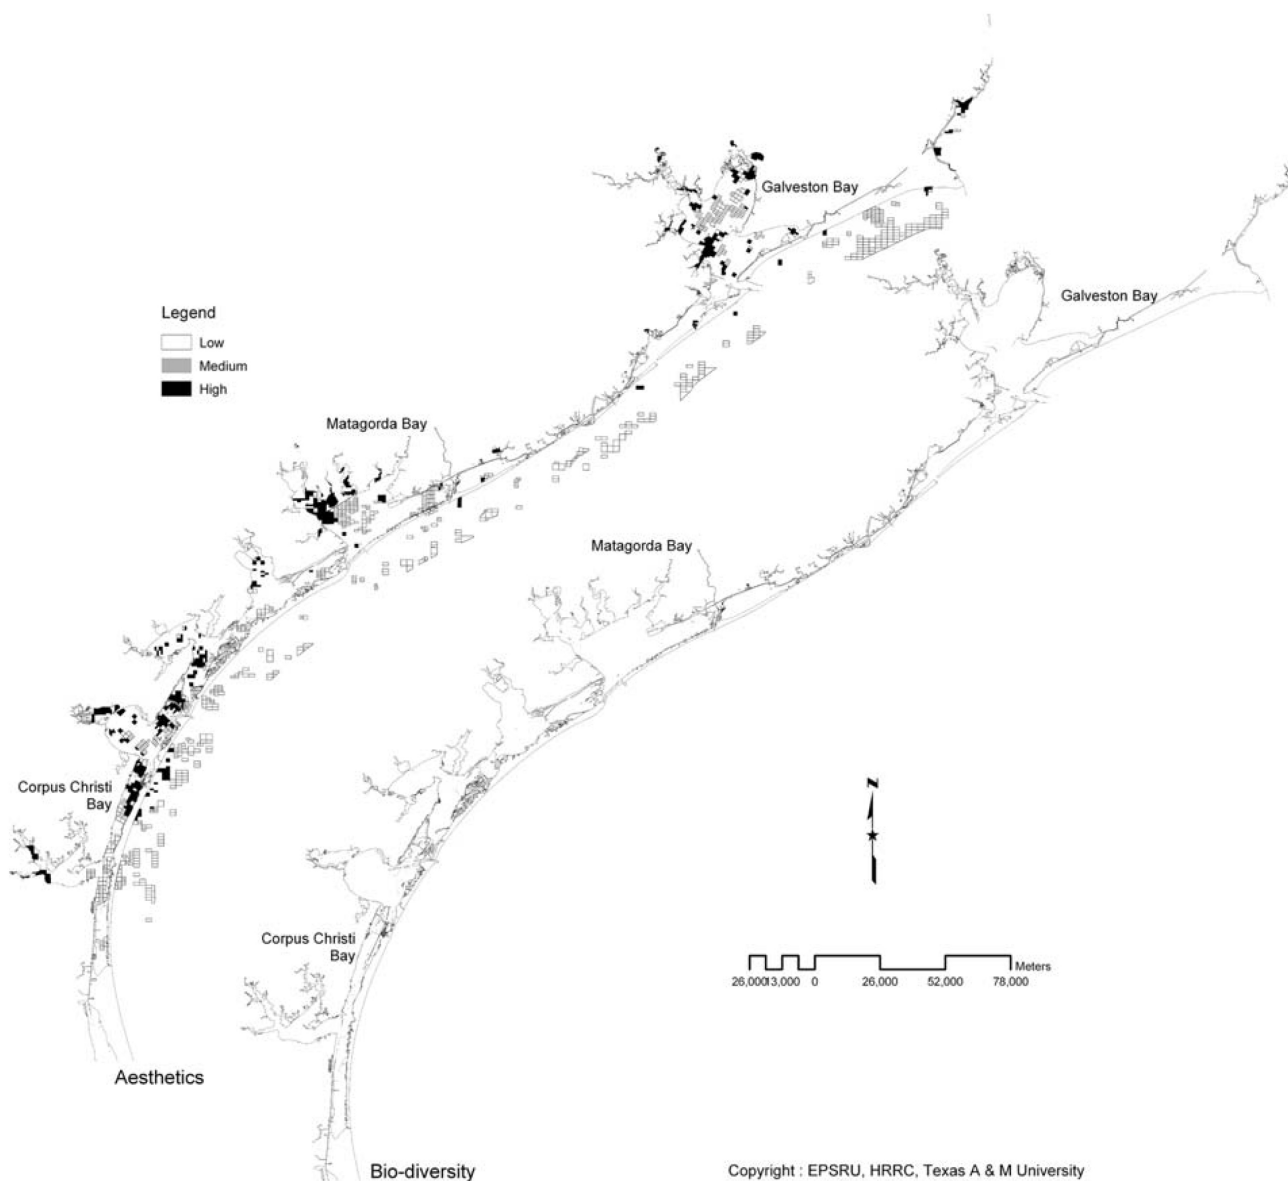 Galveston Bay
Galveston Bay
Legend
Low
Medium
High
Matagorda Bay
Matagorda Bay
Corpus Christi
Bay
N
Corpus Christi
Bay
Meters
26,000 13,000 0 26,000 52,000 78,000
Aesthetics
Bio-diversity
Copyright : EPSRU, HRRC, Texas A & M University